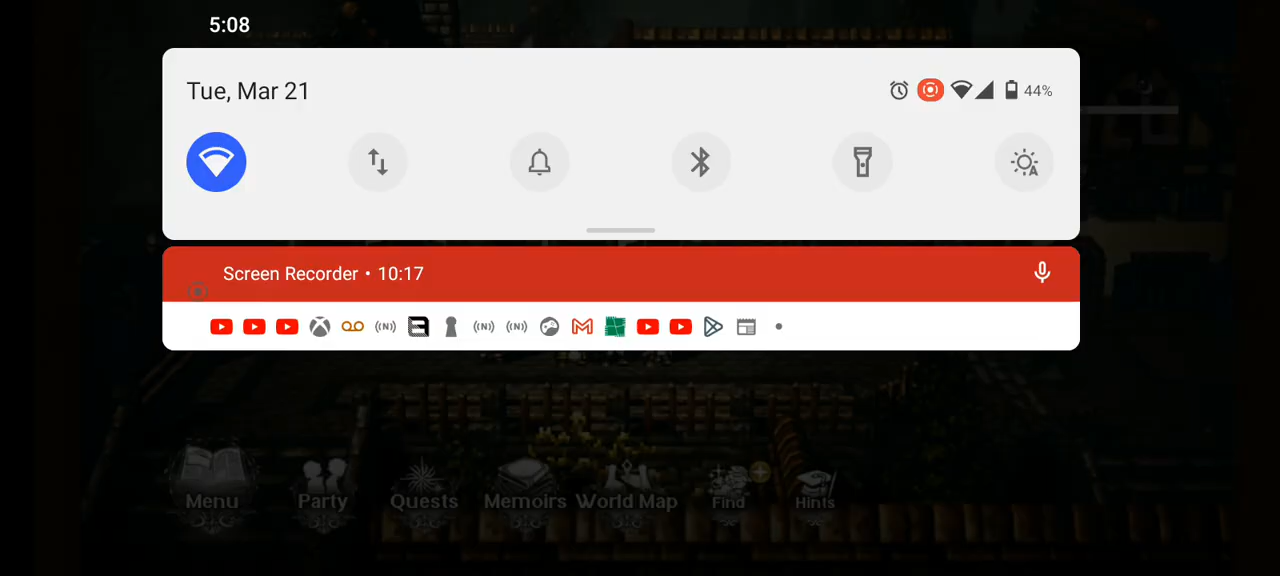 5:08
Tue, Mar 21
44%
Screen Recorder • 10:17
Menu Party Quests Memoirs World Map Find Hints